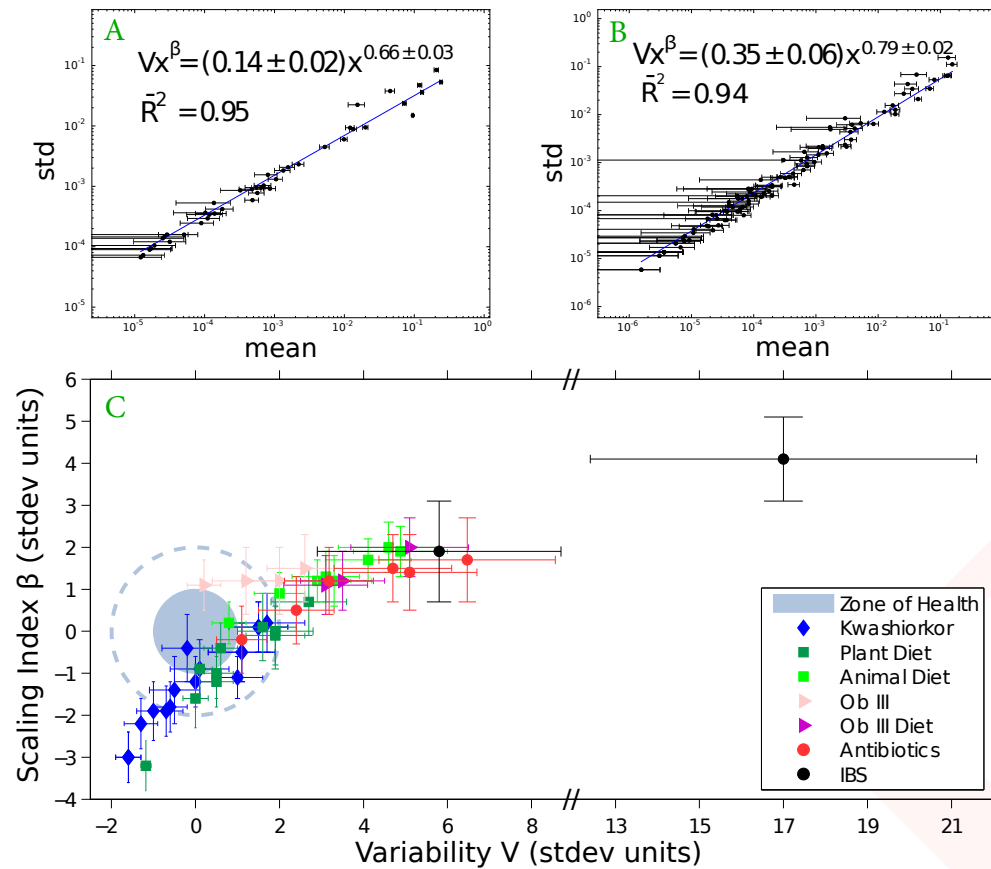 A
Vx^β=(0.14±0.02)x^0.66±0.03
R̄²=0.95
std
10⁻¹
10⁻²
10⁻³
10⁻⁴
10⁻⁵
10⁻⁵ 10⁻⁴ 10⁻³ 10⁻² 10⁻¹ 10⁰
mean
B
Vx^β=(0.35±0.06)x^0.79±0.02
R̄²=0.94
std
10⁻¹
10⁻²
10⁻³
10⁻⁴
10⁻⁵
10⁻⁶
10⁻⁶ 10⁻⁵ 10⁻⁴ 10⁻³ 10⁻² 10⁻¹
mean
C
Scaling Index β (stdev units)
6
5
4
3
2
1
0
−1
−2
−3
−4
Zone of Health
Kwashiorkor
Plant Diet
Animal Diet
Ob III
Ob III Diet
Antibiotics
IBS
−2 0 2 4 6 8 13 15 17 19 21
Variability V (stdev units)